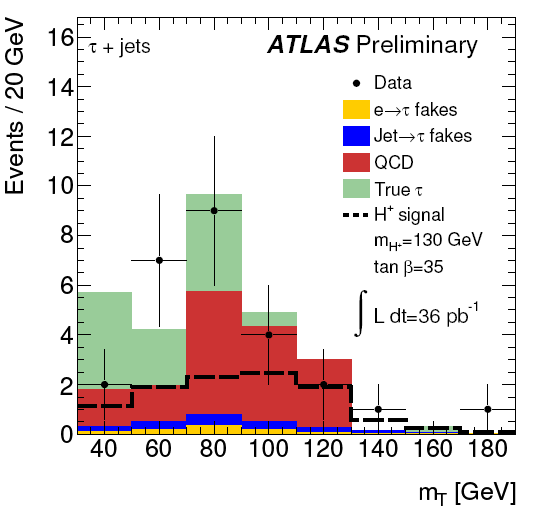 τ + jets
ATLAS Preliminary
Data
e→τ fakes
Jet→τ fakes
QCD
True τ
H⁺ signal
m_H⁺=130 GeV
tan β=35
∫ L dt=36 pb⁻¹
Events / 20 GeV
16
14
12
10
8
6
4
2
0
40 60 80 100 120 140 160 180
m_T [GeV]